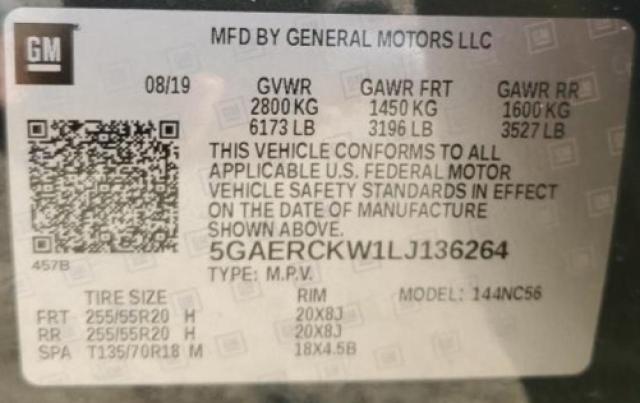 GM
MFD BY GENERAL MOTORS LLC
08/19 GVWR GAWR FRT GAWR RR
2800 KG 1450 KG 1600 KG
6173 LB 3196 LB 3527 LB
THIS VEHICLE CONFORMS TO ALL
APPLICABLE U.S. FEDERAL MOTOR
VEHICLE SAFETY STANDARDS IN EFFECT
ON THE DATE OF MANUFACTURE
SHOWN ABOVE.
5GAERCKW1LJ136264
457B
TYPE: M.P.V.
TIRE SIZE RIM MODEL: 144NC56
FRT 255/55R20 H 20X8J
RR 255/55R20 H 20X8J
SPA T135/70R18 M 18X4.5B